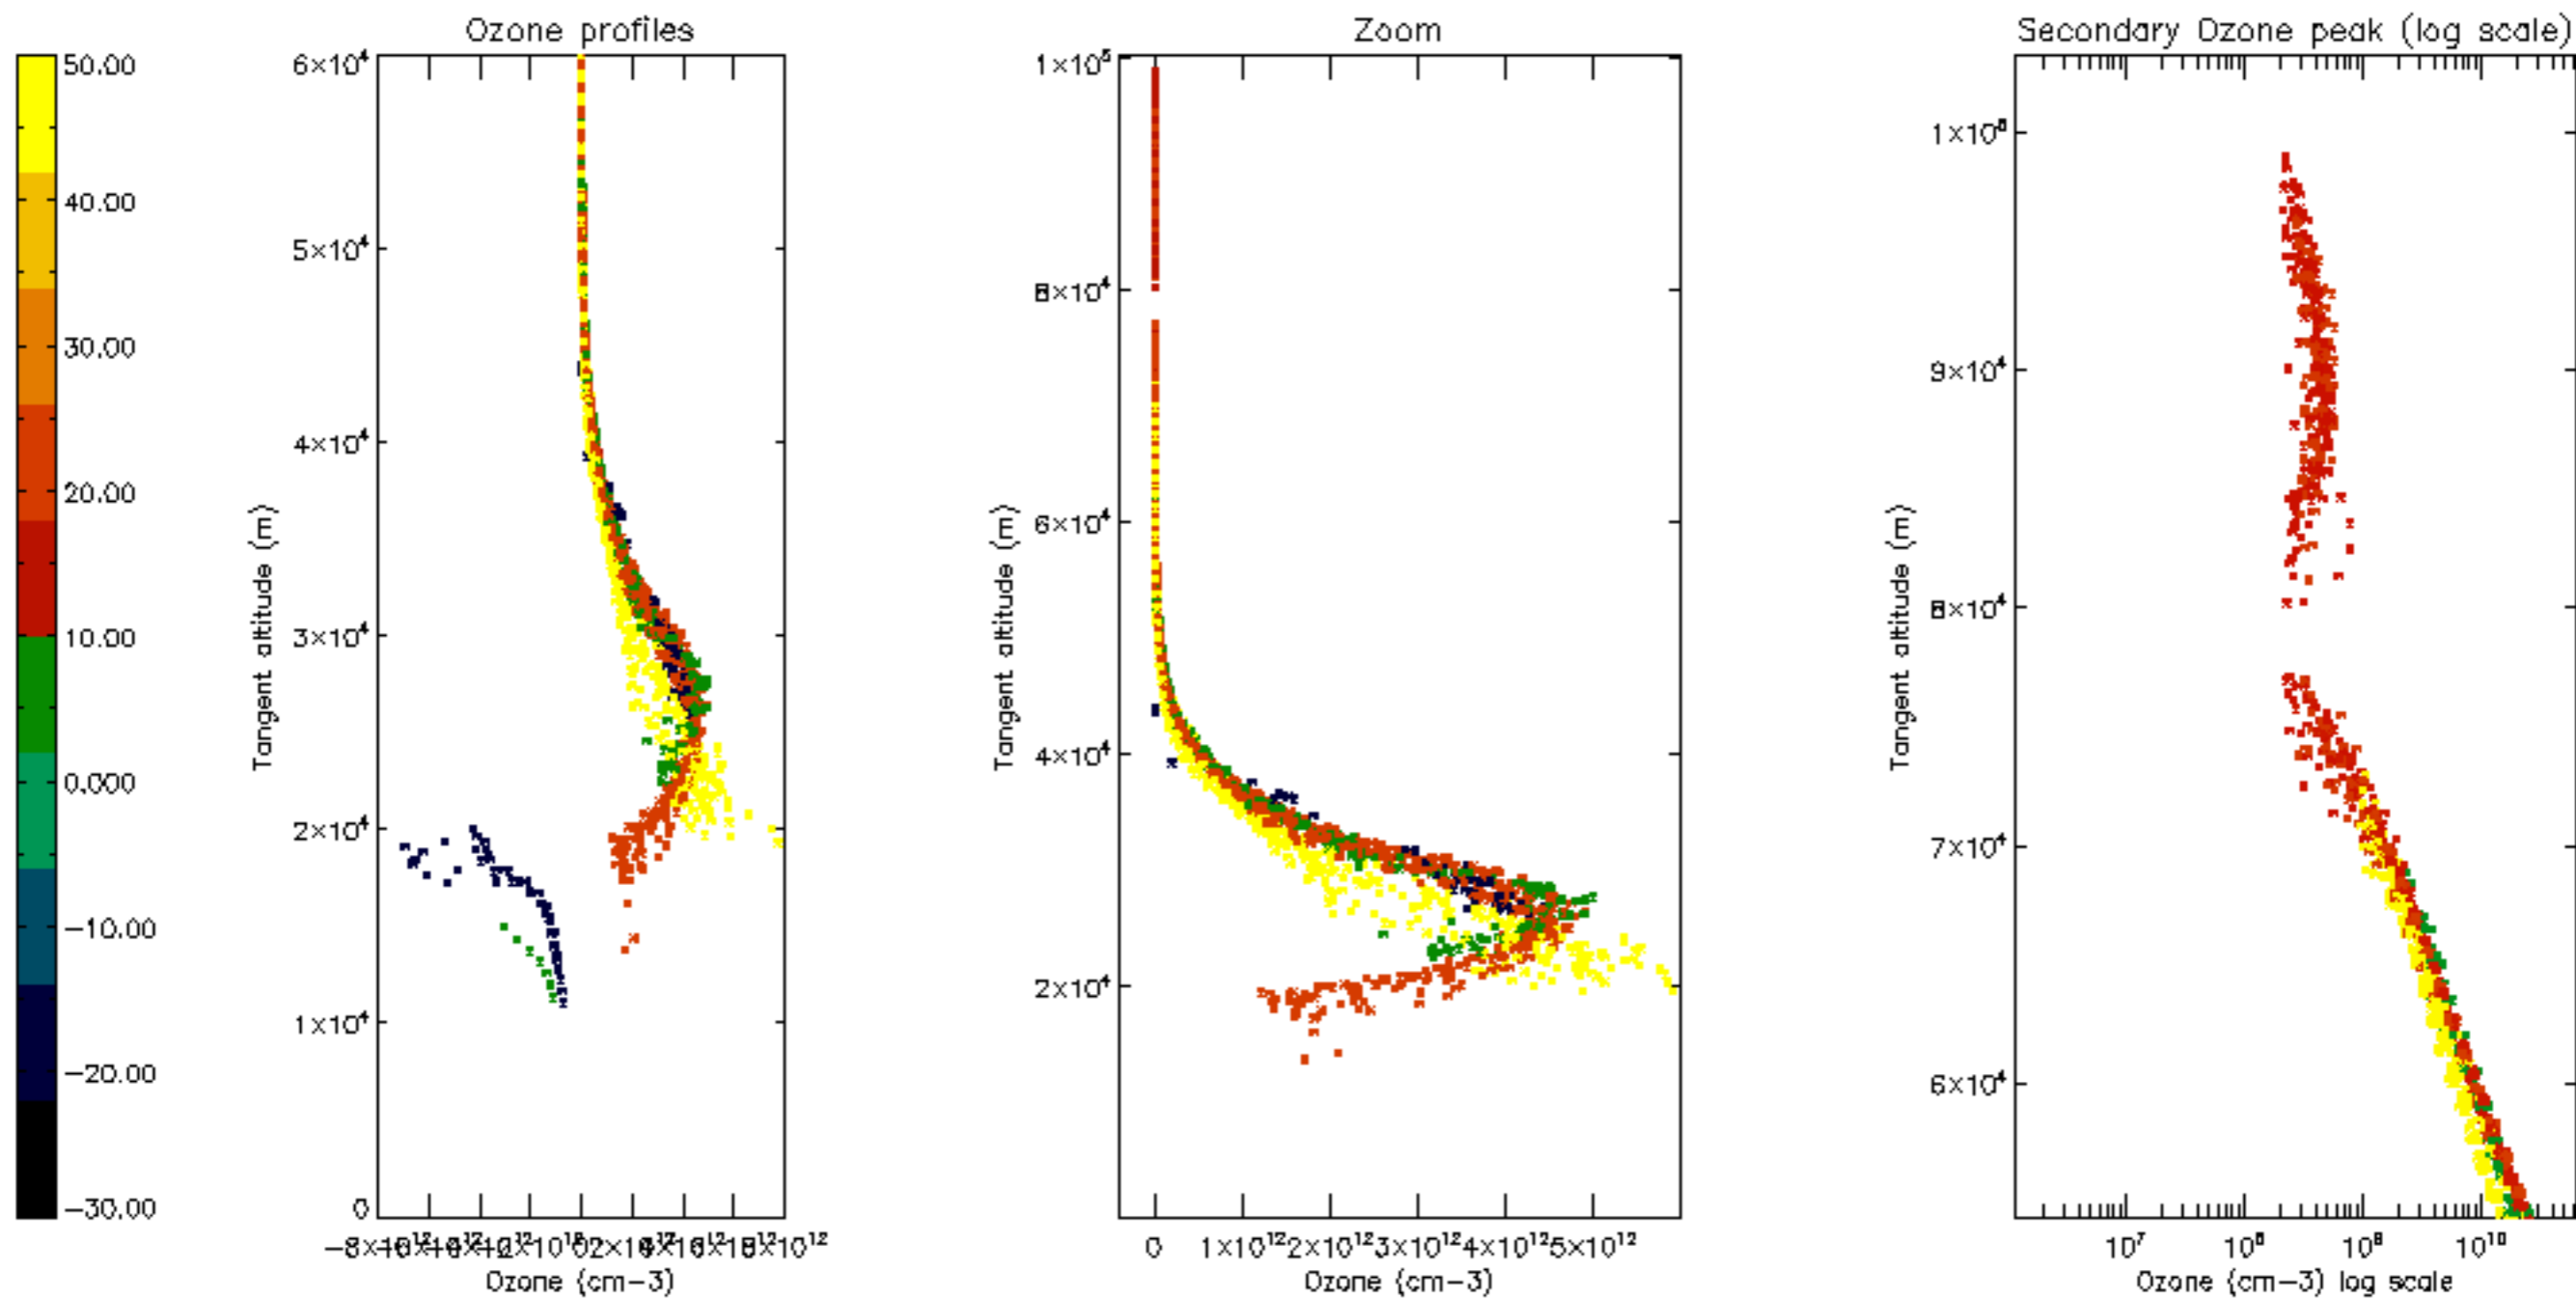 Ozone profiles
Zoom
Secondary Ozone peak (log scale)
50.00
40.00
30.00
20.00
10.00
0.000
−10.00
−20.00
−30.00
Tangent altitude (m)
6×10⁴
5×10⁴
4×10⁴
3×10⁴
2×10⁴
1×10⁴
0
Ozone (cm−3)
Tangent altitude (m)
1×10⁵
8×10⁴
6×10⁴
4×10⁴
2×10⁴
0 1×10¹² 2×10¹² 3×10¹² 4×10¹² 5×10¹²
Ozone (cm−3)
Tangent altitude (m)
1×10⁵
9×10⁴
8×10⁴
7×10⁴
6×10⁴
10⁷ 10⁸ 10⁹ 10¹⁰
Ozone (cm−3) log scale